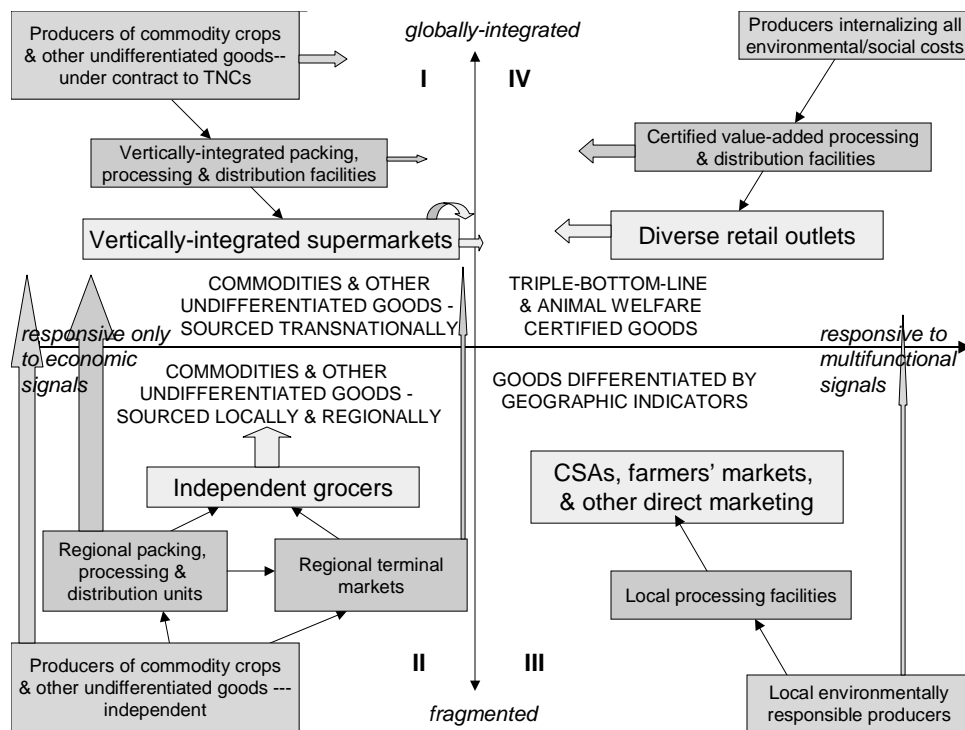 Producers of commodity crops
& other undifferentiated goods--
under contract to TNCs
globally-integrated
Producers internalizing all
environmental/social costs
I
IV
Vertically-integrated packing,
processing & distribution facilities
Certified value-added processing
& distribution facilities
Vertically-integrated supermarkets
Diverse retail outlets
COMMODITIES & OTHER
UNDIFFERENTIATED GOODS -
SOURCED TRANSNATIONALLY
TRIPLE-BOTTOM-LINE
& ANIMAL WELFARE
CERTIFIED GOODS
responsive only
to economic
signals
responsive to
multifunctional
signals
COMMODITIES & OTHER
UNDIFFERENTIATED GOODS -
SOURCED LOCALLY & REGIONALLY
GOODS DIFFERENTIATED BY
GEOGRAPHIC INDICATORS
Independent grocers
CSAs, farmers' markets,
& other direct marketing
Regional packing,
processing &
distribution units
Regional terminal
markets
Local processing facilities
Producers of commodity crops
& other undifferentiated goods ---
independent
II
III
Local environmentally
responsible producers
fragmented